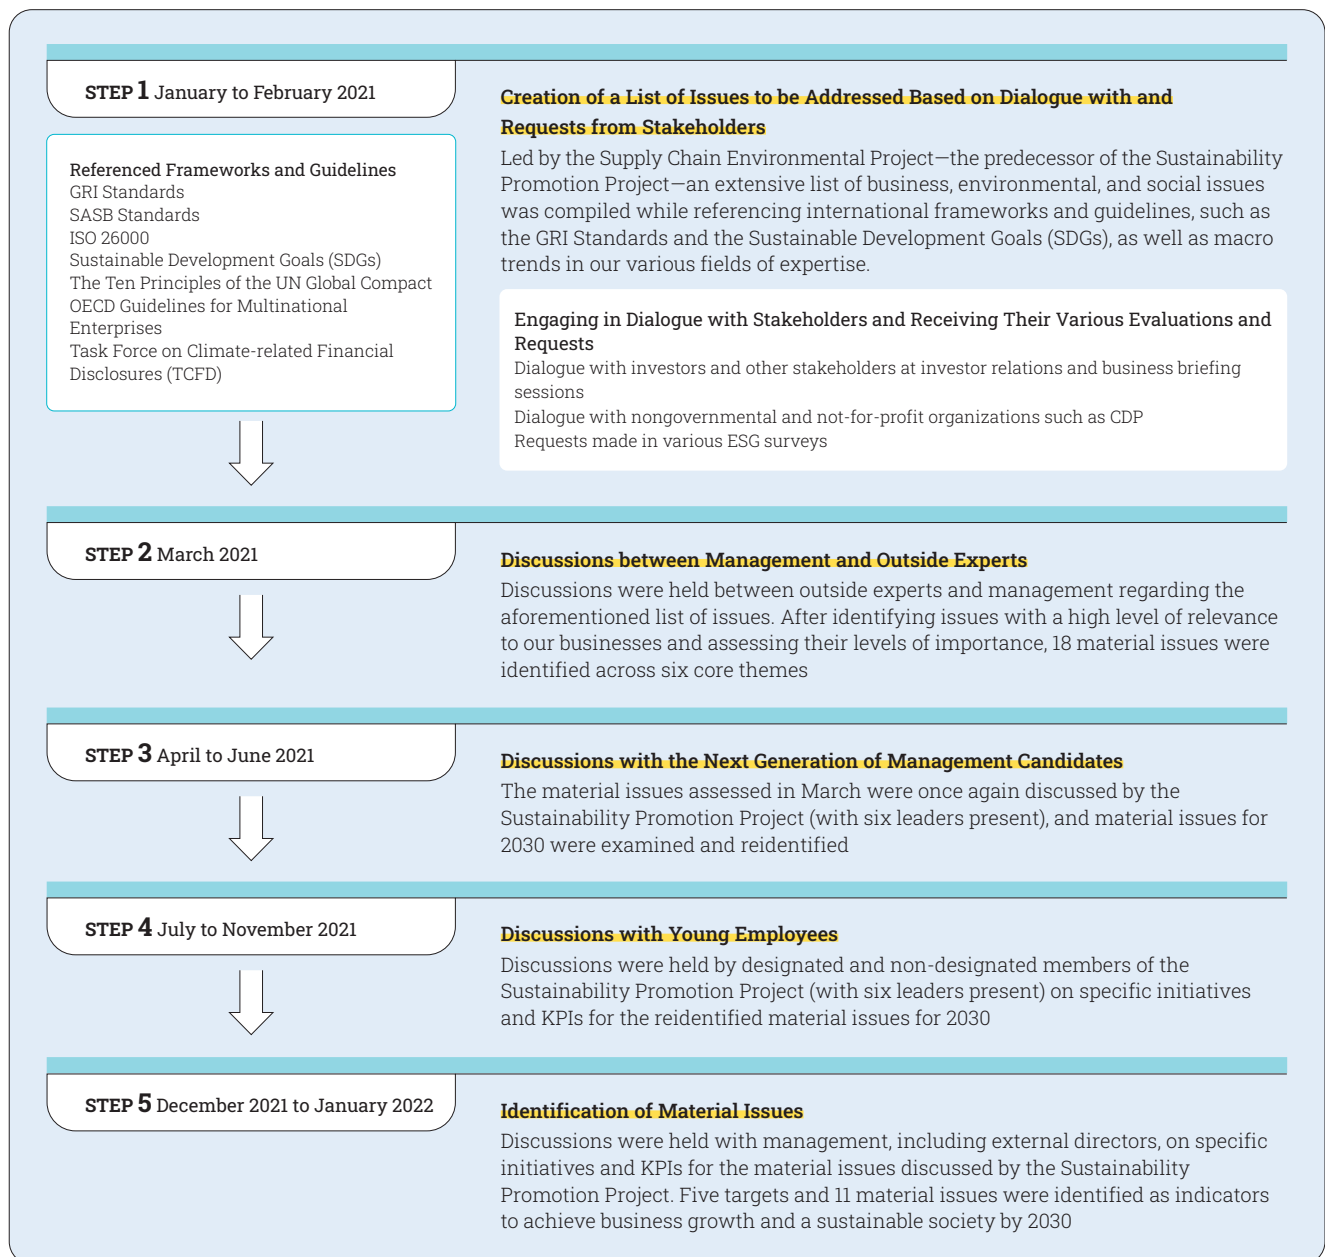 STEP 1 January to February 2021
Referenced Frameworks and Guidelines
GRI Standards
SASB Standards
ISO 26000
Sustainable Development Goals (SDGs)
The Ten Principles of the UN Global Compact
OECD Guidelines for Multinational
Enterprises
Task Force on Climate-related Financial
Disclosures (TCFD)
Creation of a List of Issues to be Addressed Based on Dialogue with and
Requests from Stakeholders
Led by the Supply Chain Environmental Project—the predecessor of the Sustainability
Promotion Project—an extensive list of business, environmental, and social issues
was compiled while referencing international frameworks and guidelines, such as
the GRI Standards and the Sustainable Development Goals (SDGs), as well as macro
trends in our various fields of expertise.
Engaging in Dialogue with Stakeholders and Receiving Their Various Evaluations and
Requests
Dialogue with investors and other stakeholders at investor relations and business briefing
sessions
Dialogue with nongovernmental and not-for-profit organizations such as CDP
Requests made in various ESG surveys
STEP 2 March 2021
Discussions between Management and Outside Experts
Discussions were held between outside experts and management regarding the
aforementioned list of issues. After identifying issues with a high level of relevance
to our businesses and assessing their levels of importance, 18 material issues were
identified across six core themes
STEP 3 April to June 2021
Discussions with the Next Generation of Management Candidates
The material issues assessed in March were once again discussed by the
Sustainability Promotion Project (with six leaders present), and material issues for
2030 were examined and reidentified
STEP 4 July to November 2021
Discussions with Young Employees
Discussions were held by designated and non-designated members of the
Sustainability Promotion Project (with six leaders present) on specific initiatives
and KPIs for the reidentified material issues for 2030
STEP 5 December 2021 to January 2022
Identification of Material Issues
Discussions were held with management, including external directors, on specific
initiatives and KPIs for the material issues discussed by the Sustainability
Promotion Project. Five targets and 11 material issues were identified as indicators
to achieve business growth and a sustainable society by 2030